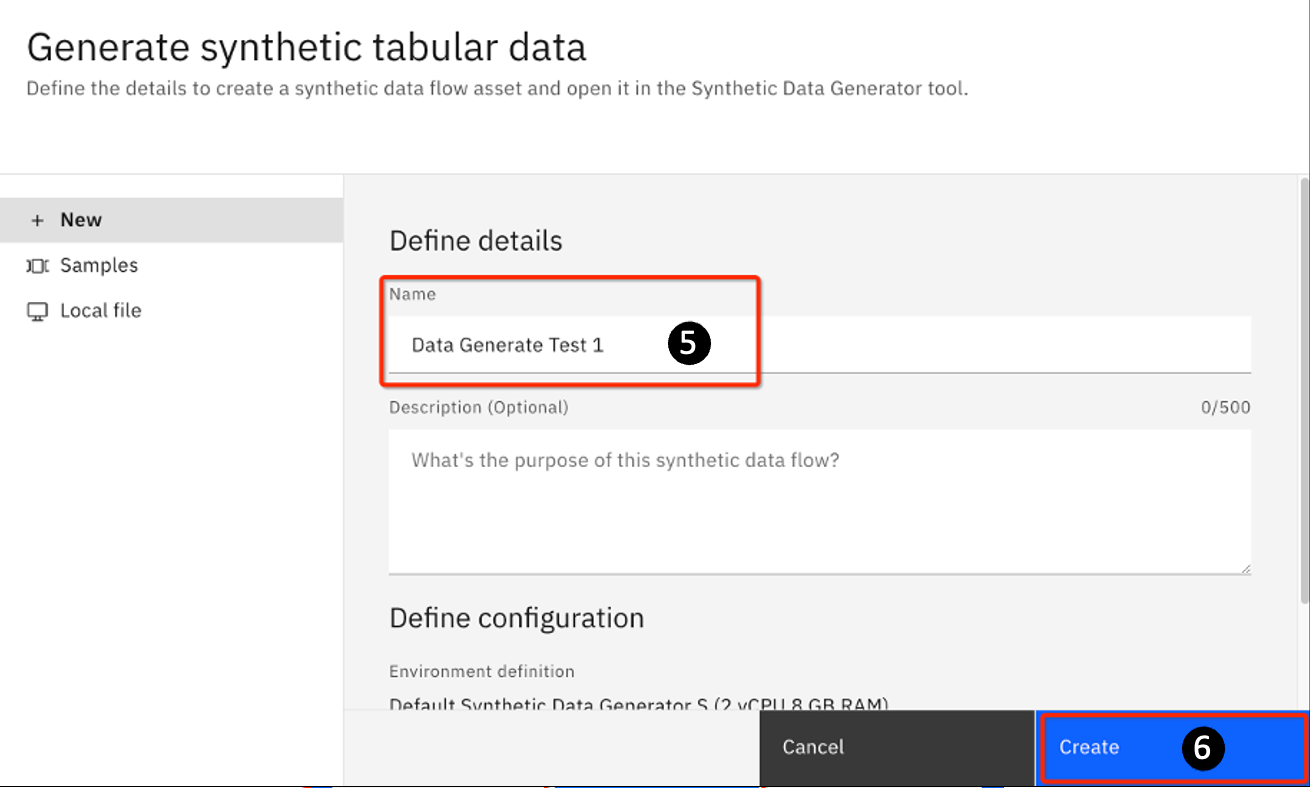 Generate synthetic tabular data
Define the details to create a synthetic data flow asset and open it in the Synthetic Data Generator tool.
+ New
Samples
Local file
Define details
Name
Data Generate Test 1
5
Description (Optional)
0/500
What's the purpose of this synthetic data flow?
Define configuration
Environment definition
Default Synthetic Data Generator S (2 vCPU 8 GB RAM)
Cancel
Create
6